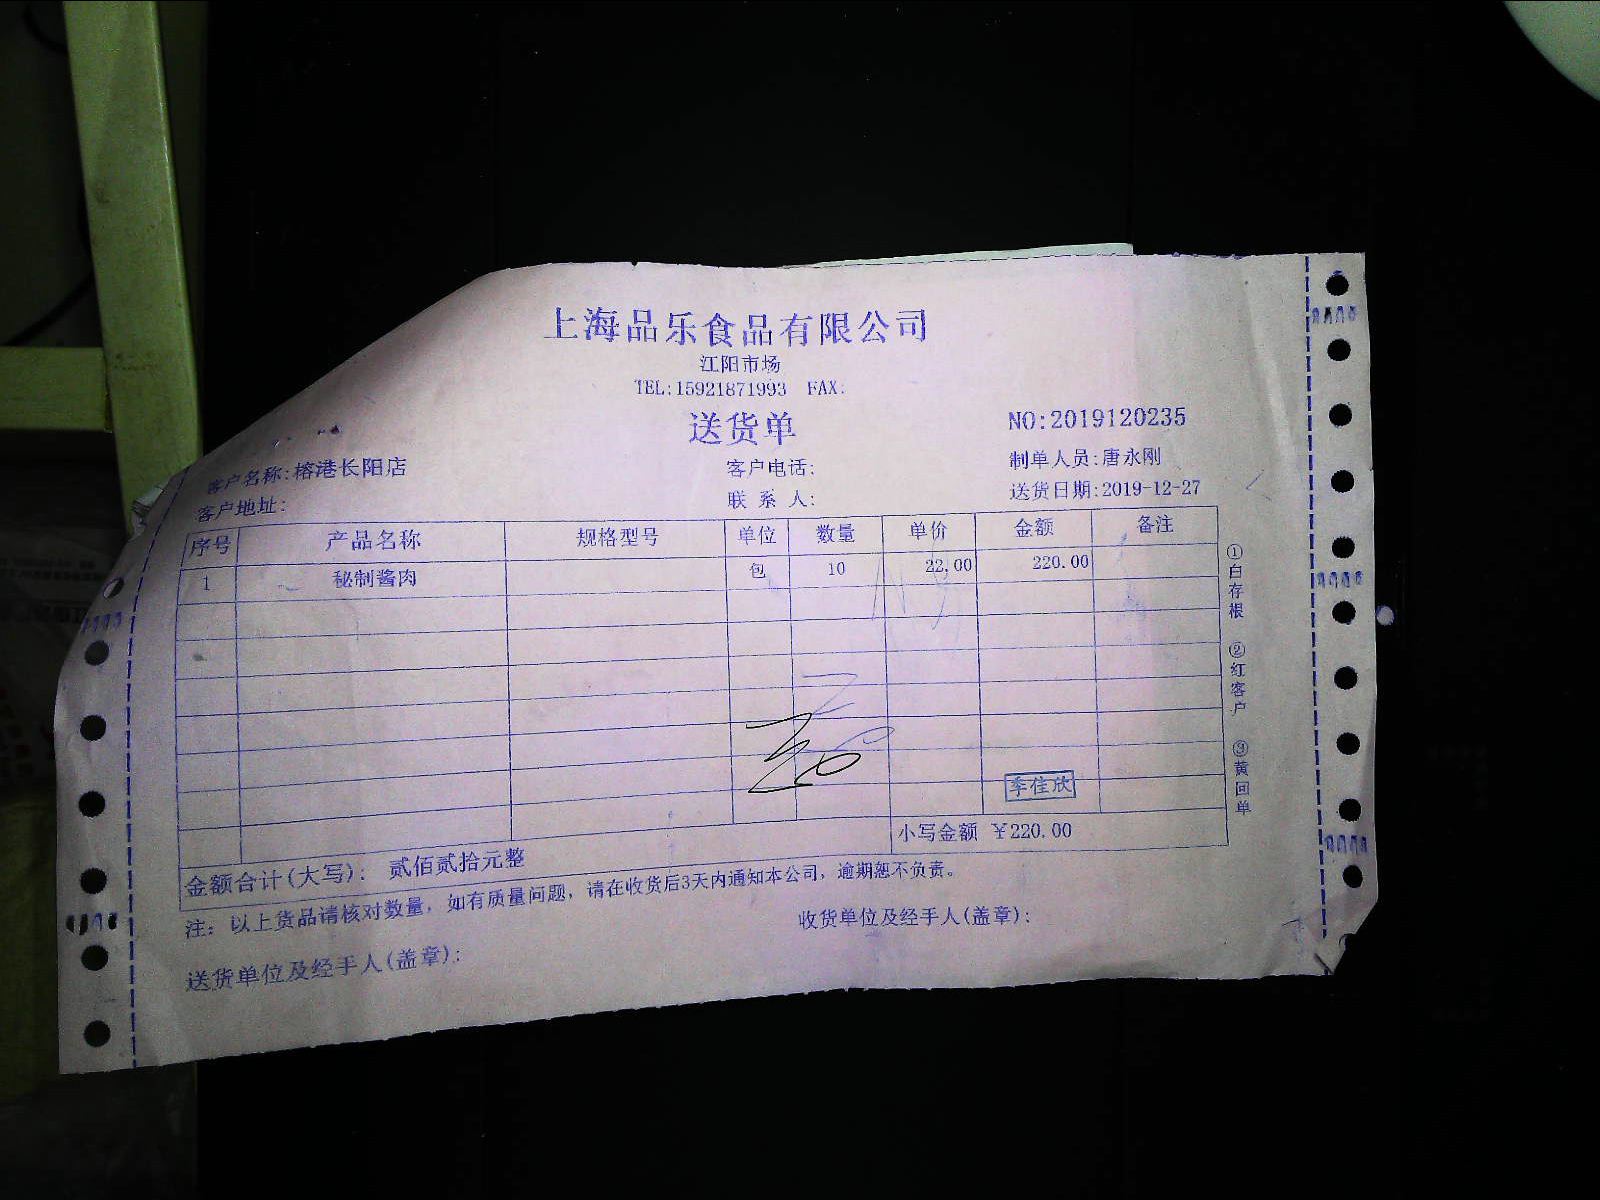 上海品乐食品有限公司
江阳市场
TEL:15921871993 FAX:
送货单
NO:2019120235
客户名称:榕港长阳店 客户电话: 制单人员:唐永刚
客户地址: 联系人: 送货日期:2019-12-27
序号 产品名称 规格型号 单位 数量 单价 金额 备注
1 秘制酱肉 包 10 22.00 220.00
①白存根 ②红客户 ③黄回单
季佳欣
金额合计(大写): 贰佰贰拾元整 小写金额 ￥220.00
注: 以上货品请核对数量, 如有质量问题, 请在收货后3天内通知本公司, 逾期恕不负责。
送货单位及经手人(盖章): 收货单位及经手人(盖章):